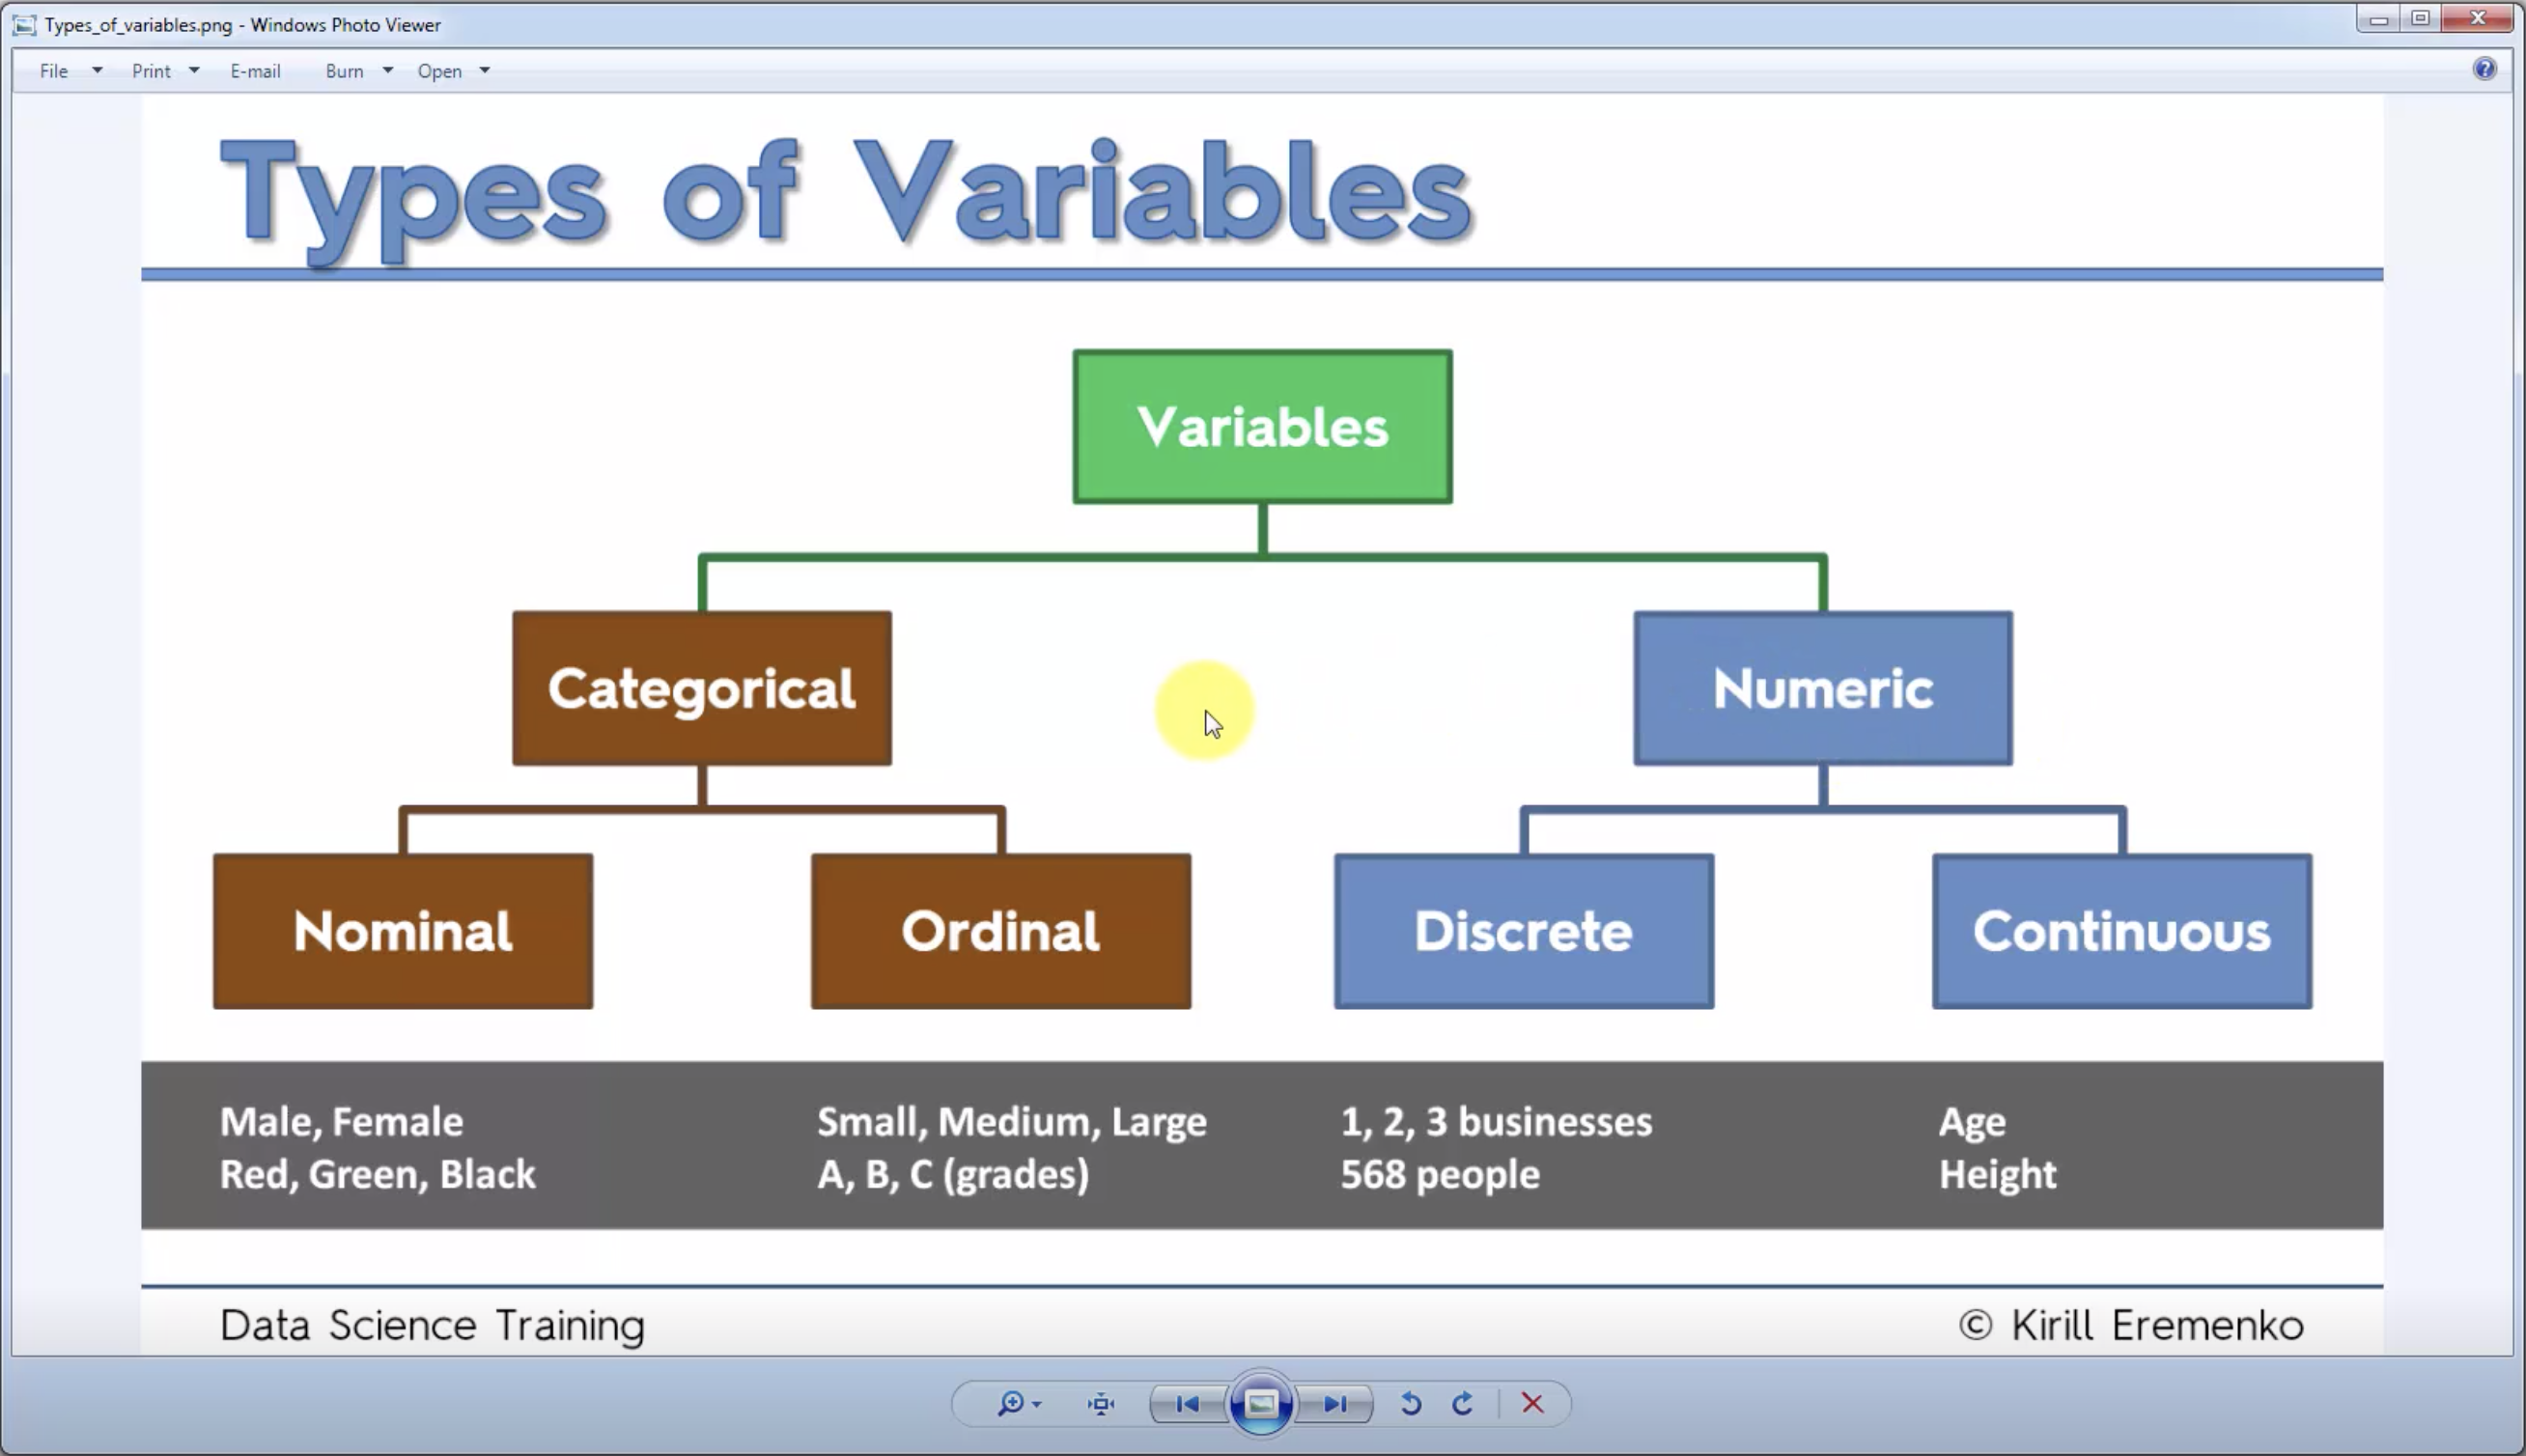 Types_of_variables.png - Windows Photo Viewer
File Print E-mail Burn Open
Types of Variables
Variables
Categorical Numeric
Nominal Ordinal Discrete Continuous
Male, Female Small, Medium, Large 1, 2, 3 businesses Age
Red, Green, Black A, B, C (grades) 568 people Height
Data Science Training © Kirill Eremenko